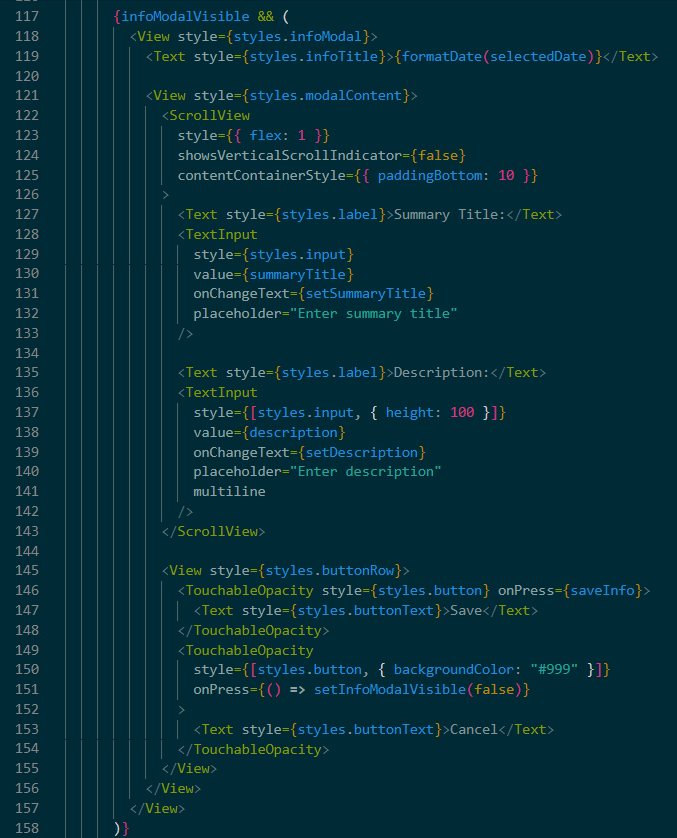 117 {infoModalVisible && (
118 <View style={styles.infoModal}>
119 <Text style={styles.infoTitle}>{formatDate(selectedDate)}</Text>
120
121 <View style={styles.modalContent}>
122 <ScrollView
123 style={{ flex: 1 }}
124 showsVerticalScrollIndicator={false}
125 contentContainerStyle={{ paddingBottom: 10 }}
126 >
127 <Text style={styles.label}>Summary Title:</Text>
128 <TextInput
129 style={styles.input}
130 value={summaryTitle}
131 onChangeText={setSummaryTitle}
132 placeholder="Enter summary title"
133 />
134
135 <Text style={styles.label}>Description:</Text>
136 <TextInput
137 style={[styles.input, { height: 100 }]}
138 value={description}
139 onChangeText={setDescription}
140 placeholder="Enter description"
141 multiline
142 />
143 </ScrollView>
144
145 <View style={styles.buttonRow}>
146 <TouchableOpacity style={styles.button} onPress={saveInfo}>
147 <Text style={styles.buttonText}>Save</Text>
148 </TouchableOpacity>
149 <TouchableOpacity
150 style={[styles.button, { backgroundColor: "#999" }]}
151 onPress={() => setInfoModalVisible(false)}
152 >
153 <Text style={styles.buttonText}>Cancel</Text>
154 </TouchableOpacity>
155 </View>
156 </View>
157 </View>
158 )}